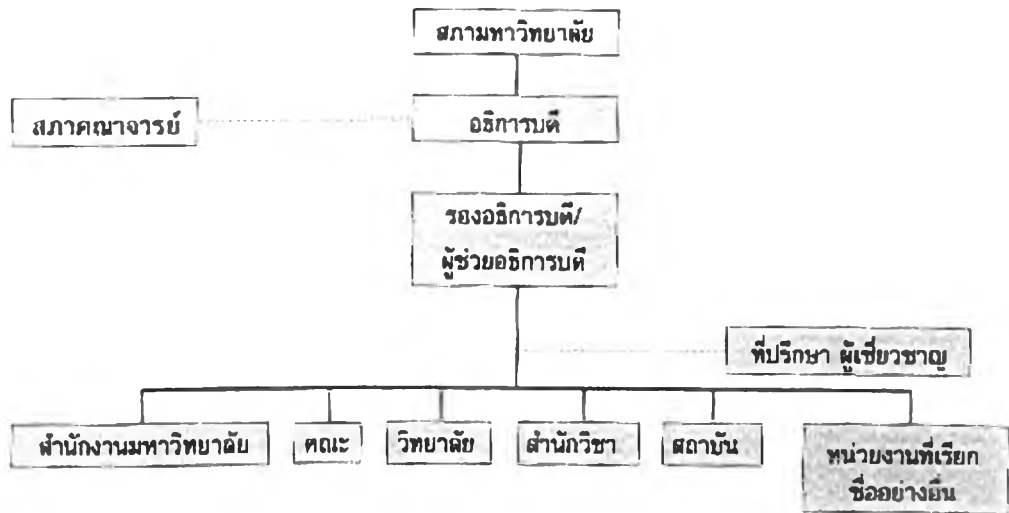 สภามหาวิทยาลัย
อธิการบดี
สภาคณาจารย์
รองอธิการบดี/
ผู้ช่วยอธิการบดี
ที่ปรึกษา ผู้เชี่ยวชาญ
สำนักงานมหาวิทยาลัย
คณะ
วิทยาลัย
สำนักวิชา
สถาบัน
หน่วยงานที่เรียก
ชื่ออย่างอื่น